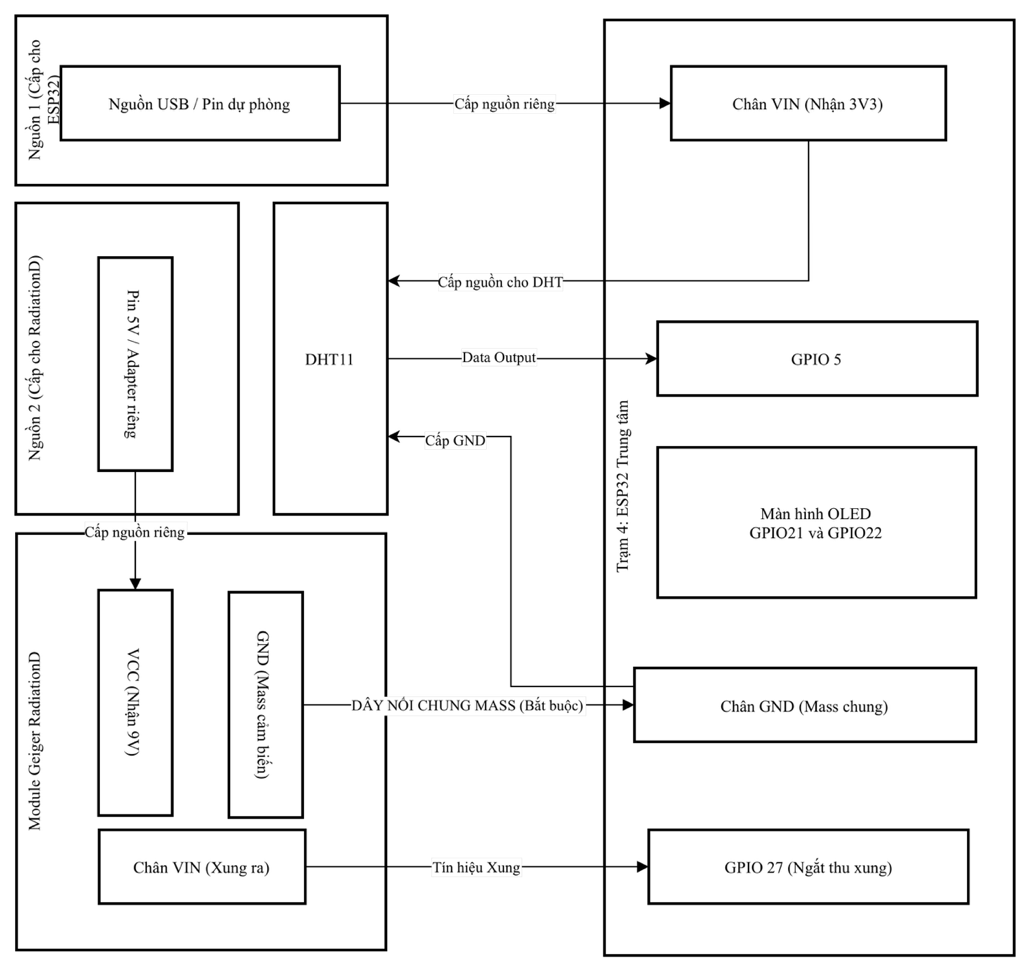 Nguồn 1 (Cấp cho
ESP32)
Nguồn USB / Pin dự phòng
Cấp nguồn riêng
Chân VIN (Nhận 3V3)
Nguồn 2 (Cấp cho RadiationD)
Pin 5V / Adapter riêng
DHT11
Cấp nguồn cho DHT
Data Output
GPIO 5
Cấp GND
Trạm 4: ESP32 Trung tâm
Màn hình OLED
GPIO21 và GPIO22
Cấp nguồn riêng
Module Geiger RadiationD
VCC (Nhận 9V)
GND (Mass cảm
biến)
DÂY NỐI CHUNG MASS (Bắt buộc)
Chân GND (Mass chung)
Chân VIN (Xung ra)
Tín hiệu Xung
GPIO 27 (Ngắt thu xung)